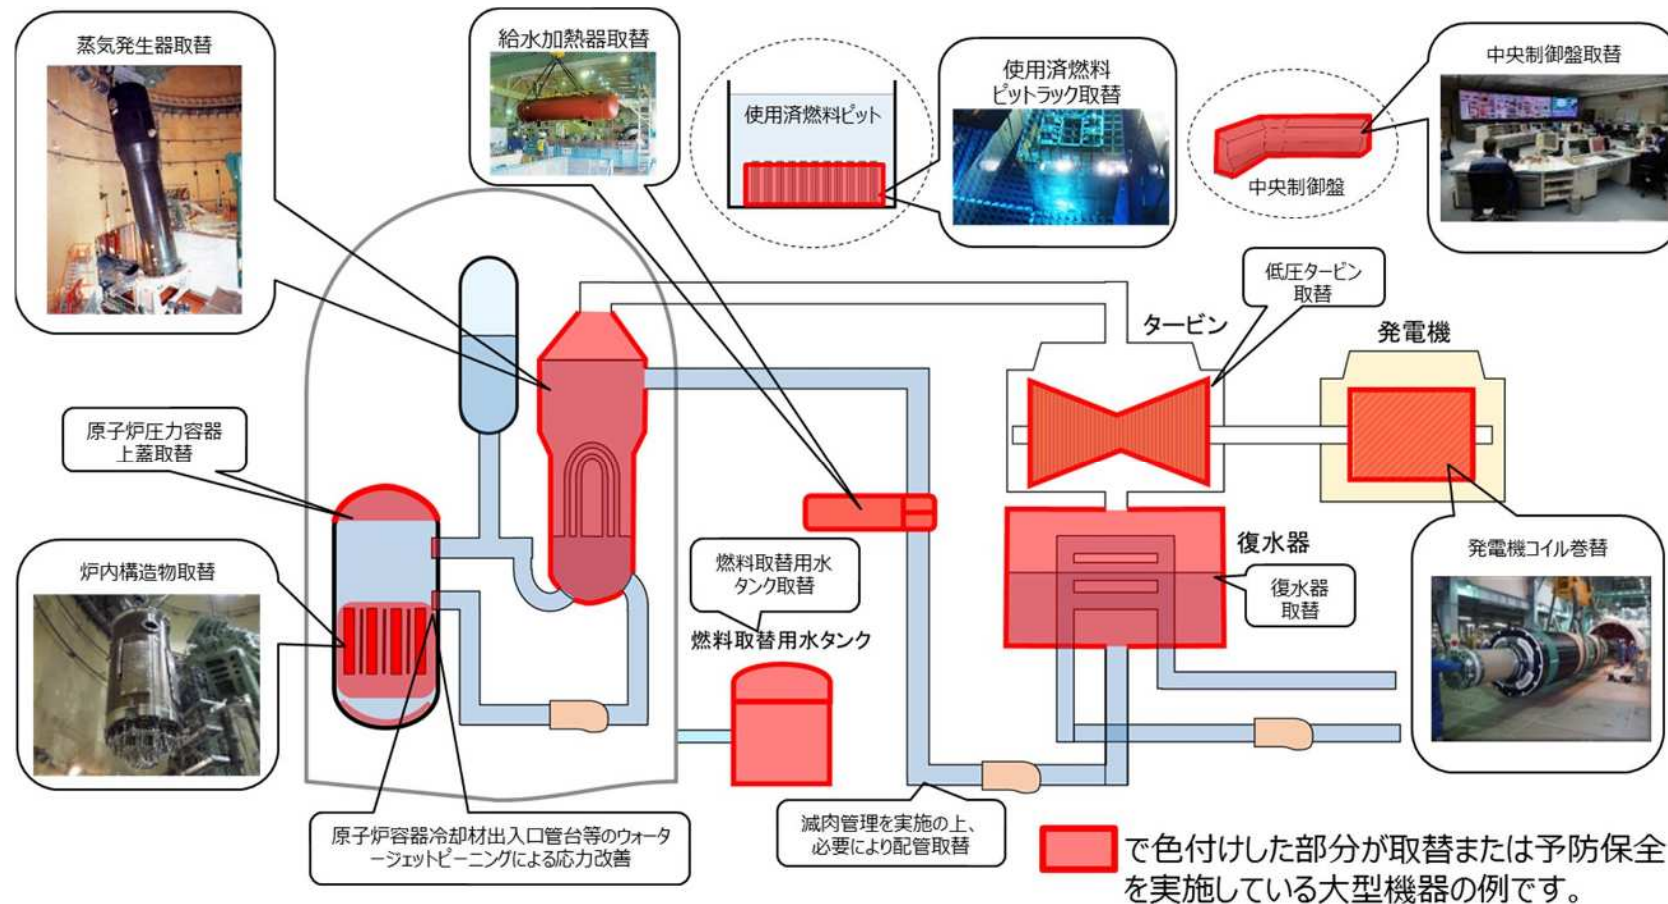 蒸気発生器取替
給水加熱器取替
使用済燃料ピット
使用済燃料
ピットラック取替
中央制御盤
中央制御盤取替
低圧タービン
取替
タービン
発電機
原子炉圧力容器
上蓋取替
炉内構造物取替
燃料取替用水
タンク取替
燃料取替用水タンク
復水器
復水器
取替
発電機コイル巻替
原子炉容器冷却材出入口管台等のウォータ
ージェットピーニングによる応力改善
減肉管理を実施の上、
必要により配管取替
で色付けした部分が取替または予防保全
を実施している大型機器の例です。